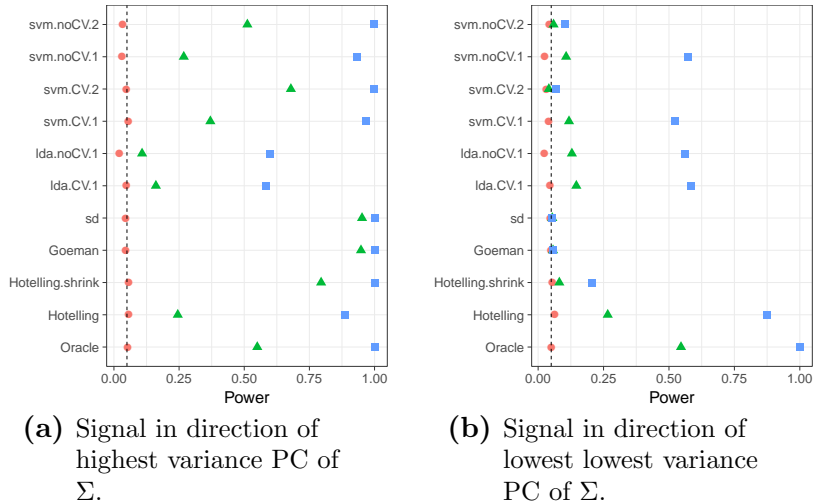 svm.noCV.2
svm.noCV.1
svm.CV.2
svm.CV.1
lda.noCV.1
lda.CV.1
sd
Goeman
Hotelling.shrink
Hotelling
Oracle
0.00 0.25 0.50 0.75 1.00
Power
(a) Signal in direction of
highest variance PC of
Σ.
svm.noCV.2
svm.noCV.1
svm.CV.2
svm.CV.1
lda.noCV.1
lda.CV.1
sd
Goeman
Hotelling.shrink
Hotelling
Oracle
0.00 0.25 0.50 0.75 1.00
Power
(b) Signal in direction of
lowest lowest variance
PC of Σ.